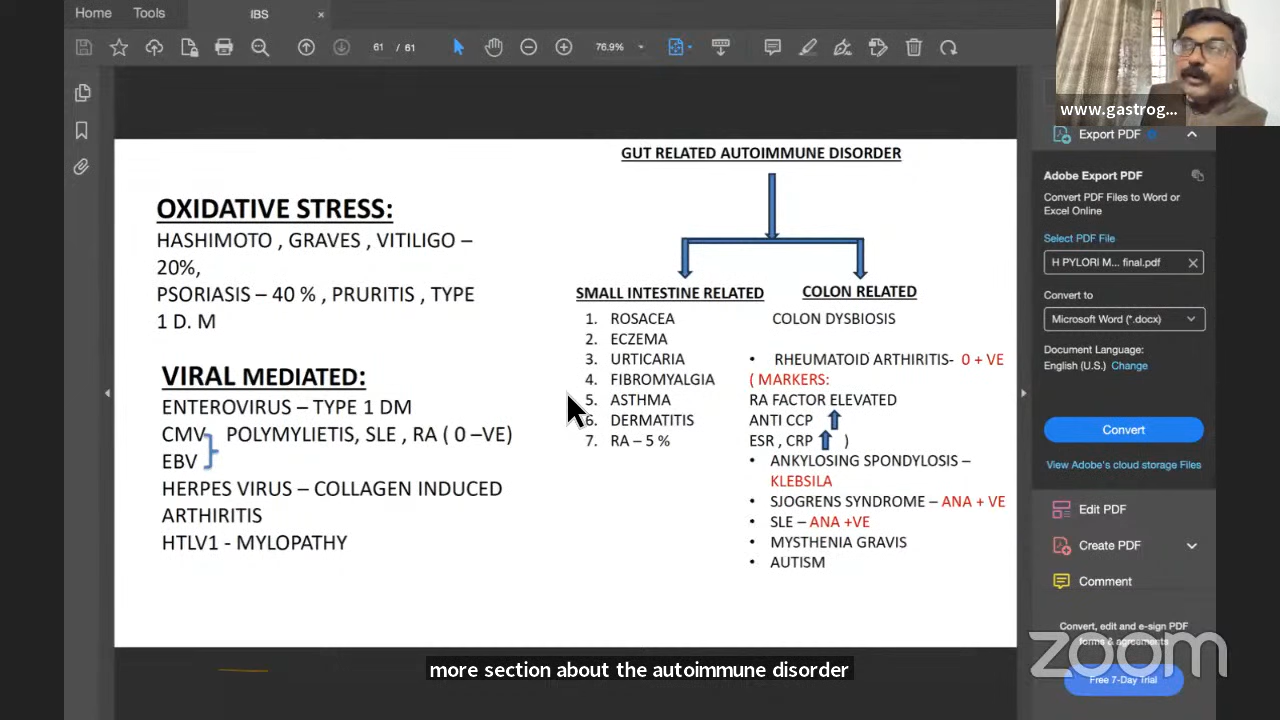 Home Tools IBS ×
61 / 61 76.9%
www.gastrog...
Export PDF
Adobe Export PDF
Convert PDF Files to Word or
Excel Online
Select PDF File
H PYLORI M... final.pdf ×
Convert to
Microsoft Word (*.docx)
Document Language:
English (U.S.) Change
Convert
View Adobe's cloud storage Files
Edit PDF
Create PDF
Comment
Convert, edit and e-sign PDF
forms & agreements
Free 7-Day Trial
zoom
OXIDATIVE STRESS:
HASHIMOTO , GRAVES , VITILIGO –
20%,
PSORIASIS – 40 % , PRURITIS , TYPE
1 D. M
VIRAL MEDIATED:
ENTEROVIRUS – TYPE 1 DM
CMV POLYMYLIETIS, SLE , RA ( 0 –VE)
EBV
HERPES VIRUS – COLLAGEN INDUCED
ARTHIRITIS
HTLV1 - MYLOPATHY
GUT RELATED AUTOIMMUNE DISORDER
SMALL INTESTINE RELATED
1. ROSACEA
2. ECZEMA
3. URTICARIA
4. FIBROMYALGIA
5. ASTHMA
6. DERMATITIS
7. RA – 5 %
COLON RELATED
COLON DYSBIOSIS
• RHEUMATOID ARTHIRITIS- 0 + VE
( MARKERS:
RA FACTOR ELEVATED
ANTI CCP
ESR , CRP )
• ANKYLOSING SPONDYLOSIS –
KLEBSILA
• SJOGRENS SYNDROME – ANA + VE
• SLE – ANA +VE
• MYSTHENIA GRAVIS
• AUTISM
more section about the autoimmune disorder